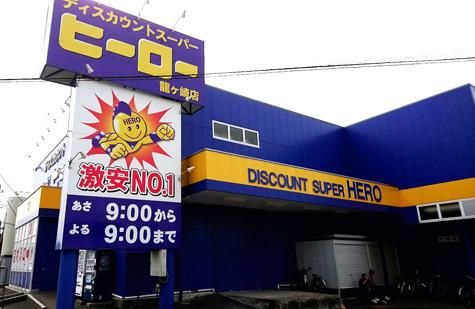 ディスカウントスーパー
ヒーロー
龍ヶ崎店
HERO
激安NO.1
あさ 9:00から
よる 9:00まで
DISCOUNT SUPER HERO